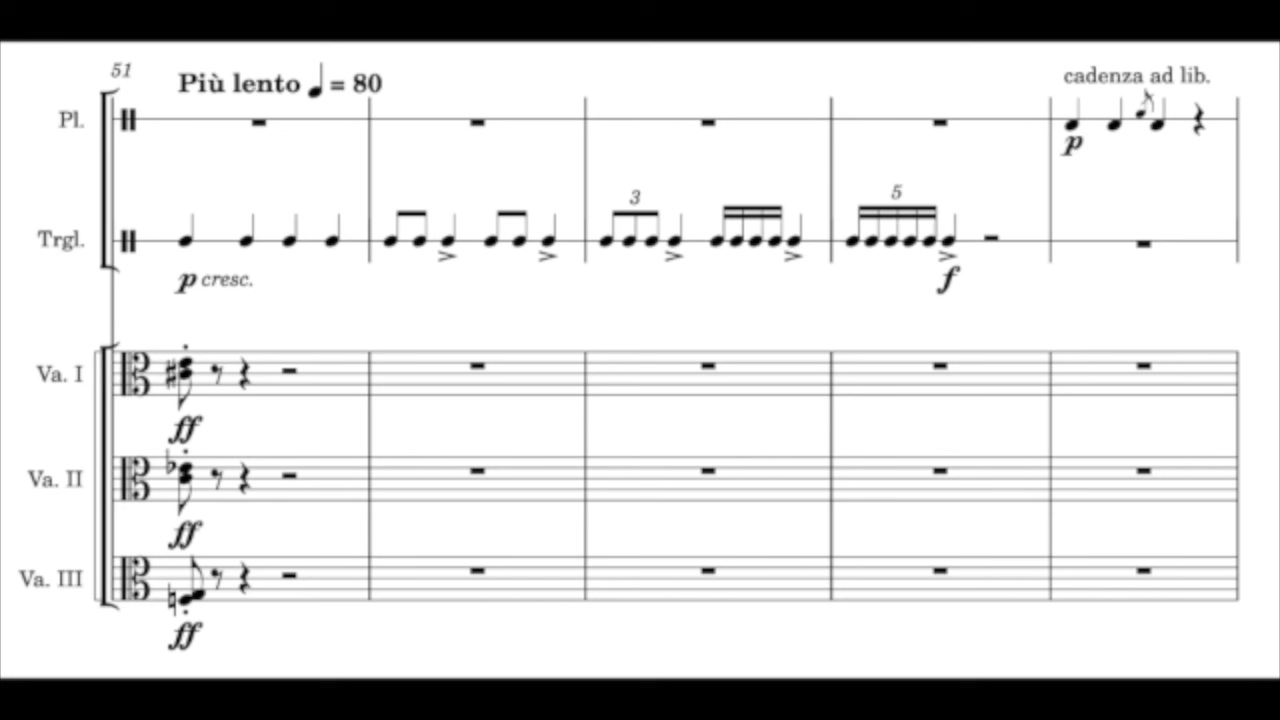 51
Più lento ♩ = 80
cadenza ad lib.
Pl.
p
3
5
Trgl.
p cresc.
f
Va. I
ff
Va. II
ff
Va. III
ff